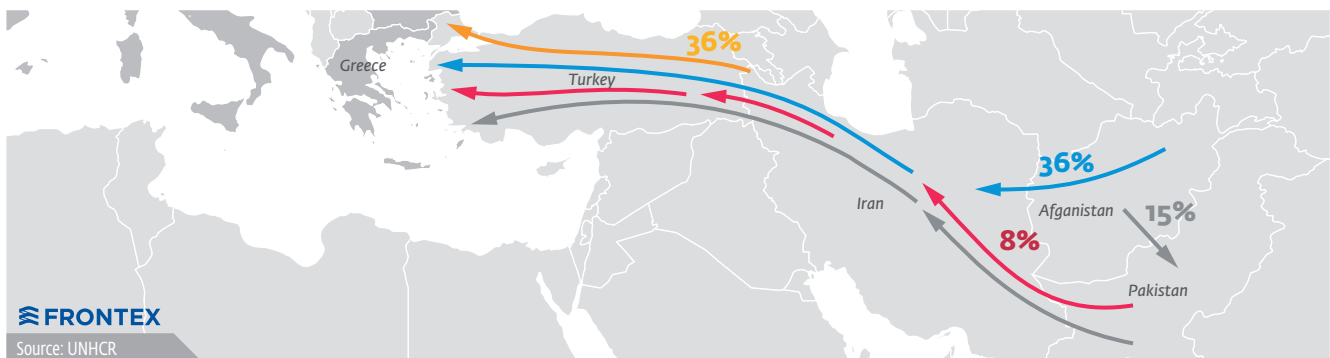 36%
Greece
Turkey
36%
Iran
Afganistan
15%
8%
Pakistan
FRONTEX
Source: UNHCR